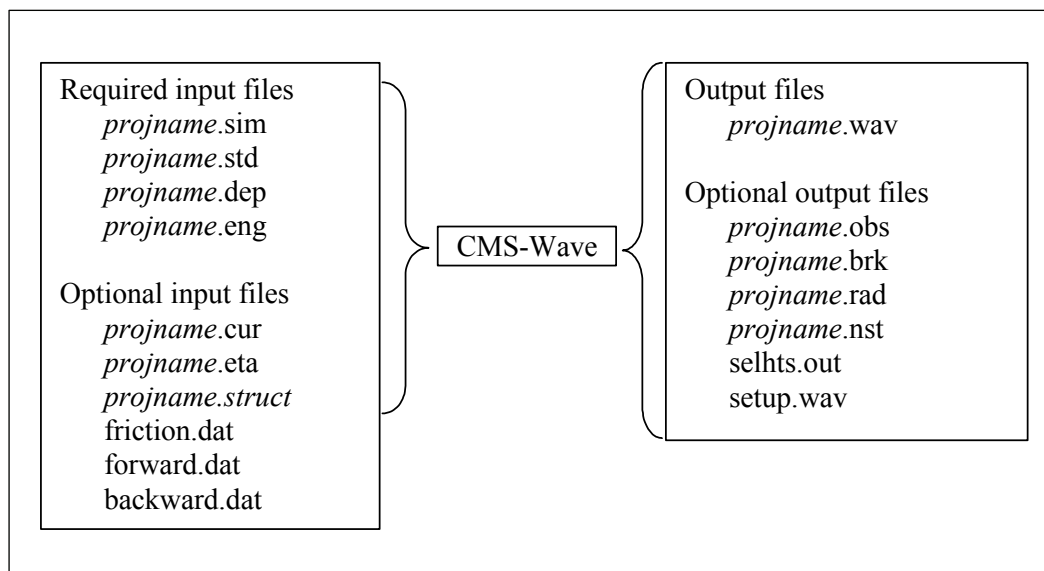 Required input files
projname.sim
projname.std
projname.dep
projname.eng
Optional input files
projname.cur
projname.eta
projname.struct
friction.dat
forward.dat
backward.dat
CMS-Wave
Output files
projname.wav
Optional output files
projname.obs
projname.brk
projname.rad
projname.nst
selhts.out
setup.wav